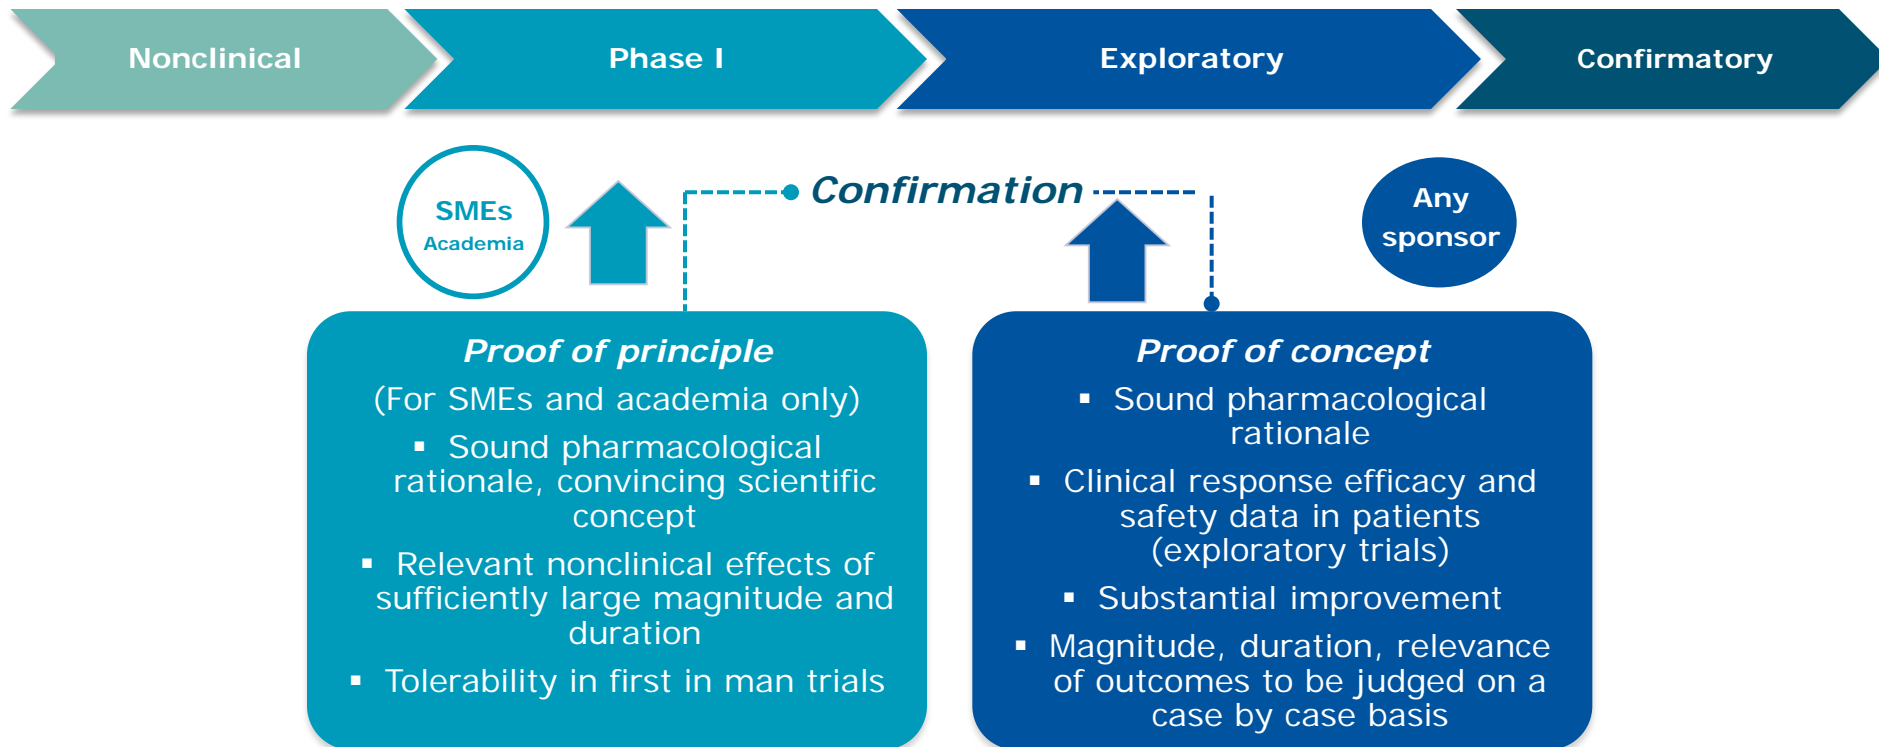 Nonclinical
Phase I
Exploratory
Confirmatory
SMEs
Academia
Confirmation
Any
sponsor
Proof of principle
(For SMEs and academia only)
▪ Sound pharmacological
rationale, convincing scientific
concept
▪ Relevant nonclinical effects of
sufficiently large magnitude and
duration
▪ Tolerability in first in man trials
Proof of concept
▪ Sound pharmacological
rationale
▪ Clinical response efficacy and
safety data in patients
(exploratory trials)
▪ Substantial improvement
▪ Magnitude, duration, relevance
of outcomes to be judged on a
case by case basis